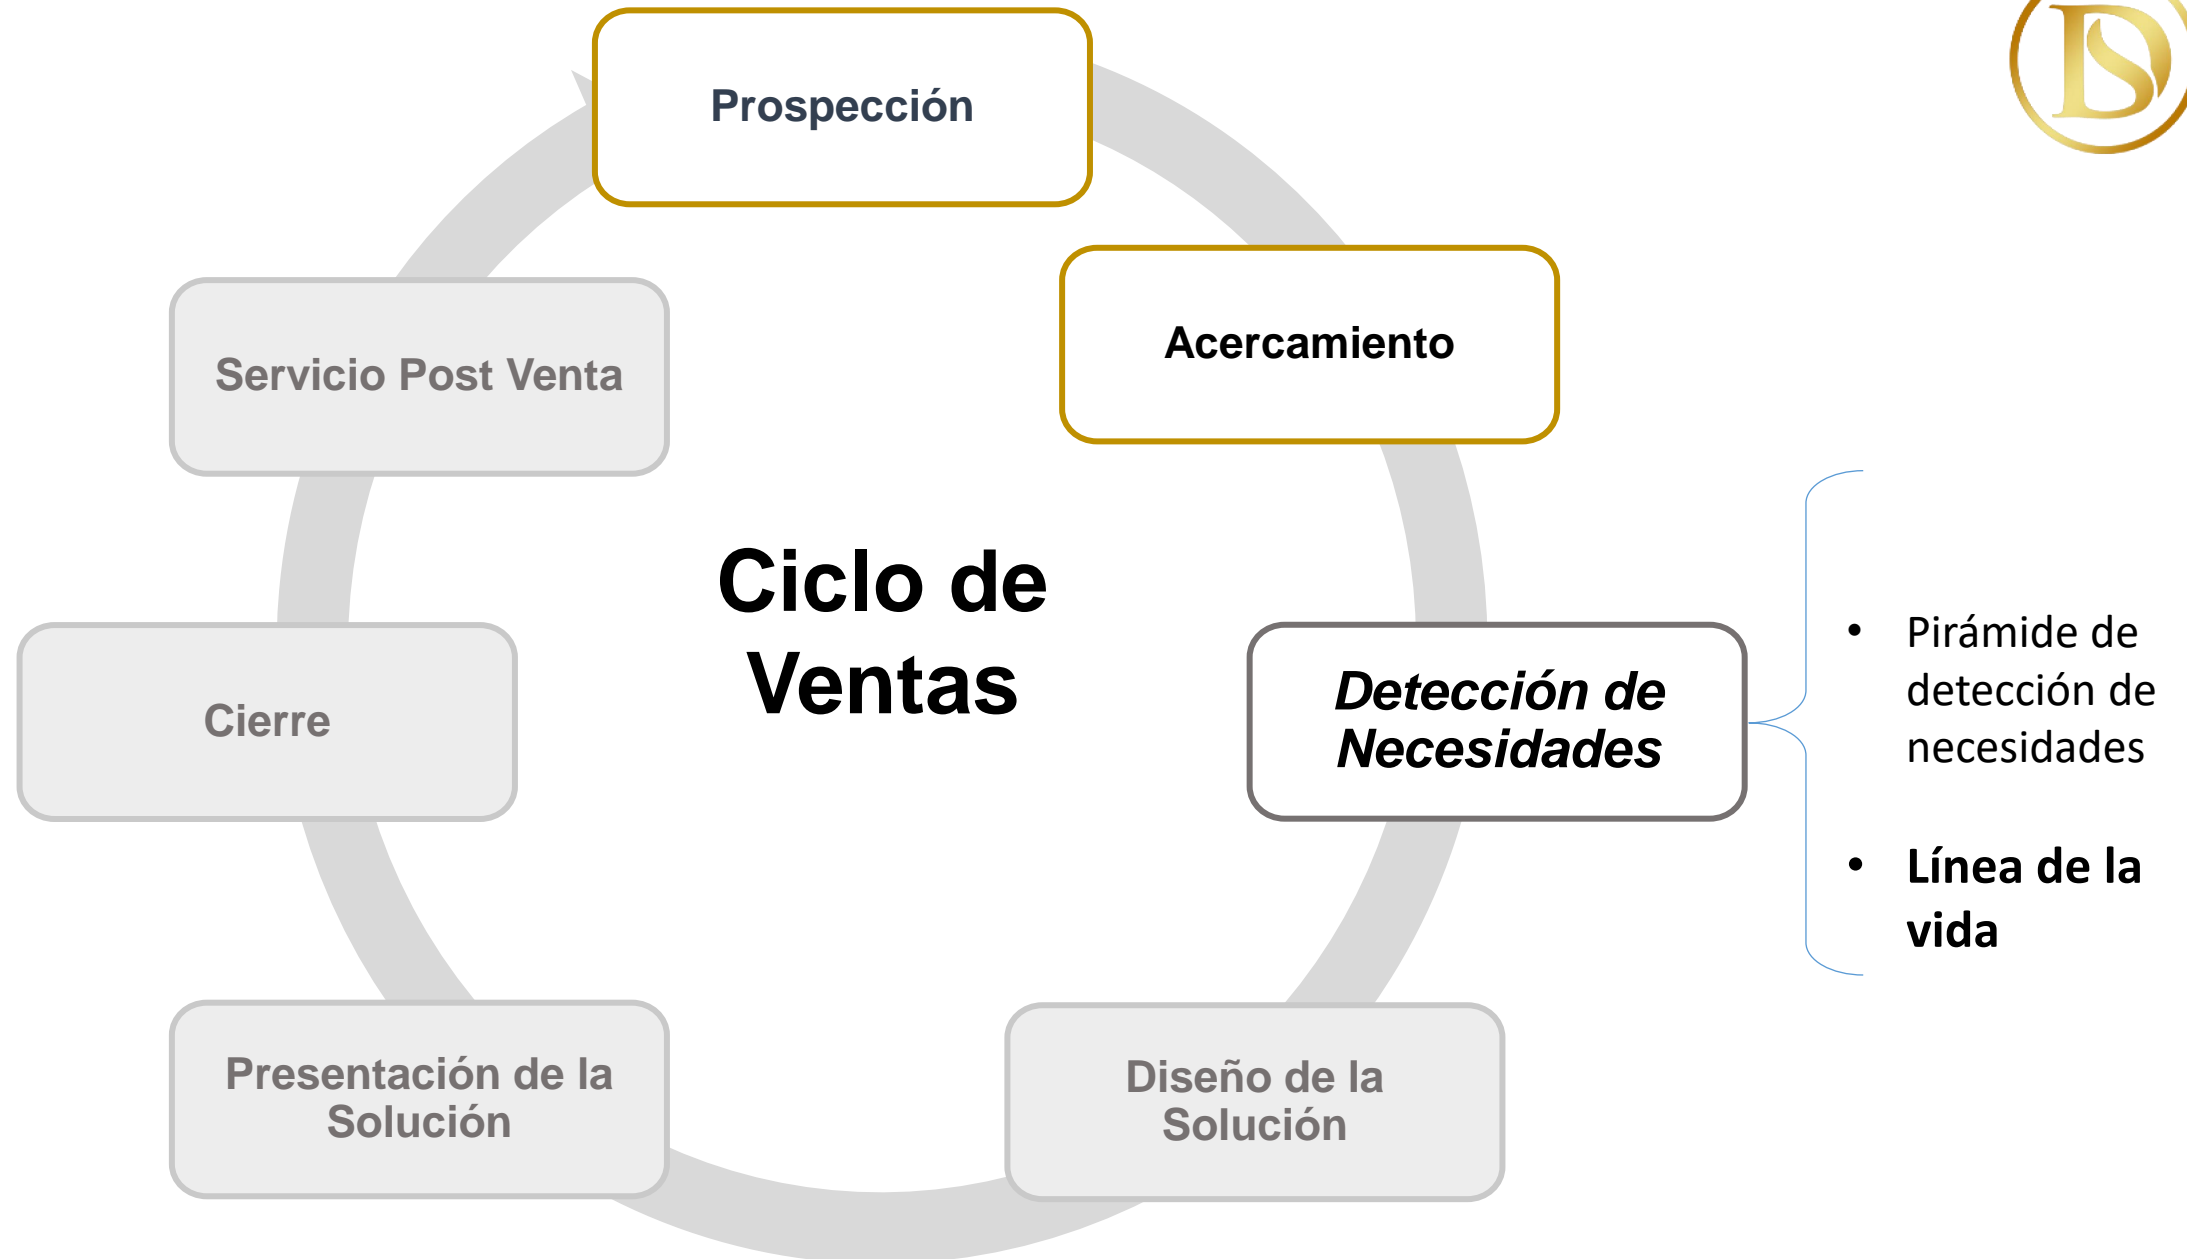 Prospección
Acercamiento
Servicio Post Venta
Ciclo de
Ventas
Detección de
Necesidades
• Pirámide de
detección de
necesidades
• Línea de la
vida
Cierre
Presentación de la
Solución
Diseño de la
Solución